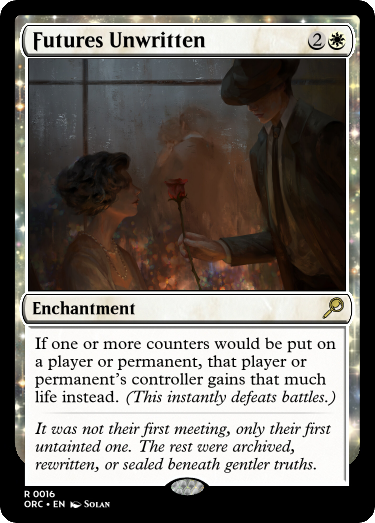 Futures Unwritten 2
Enchantment
If one or more counters would be put on
a player or permanent, that player or
permanent's controller gains that much
life instead. (This instantly defeats battles.)
It was not their first meeting, only their first
untainted one. The rest were archived,
rewritten, or sealed beneath gentler truths.
R 0016
ORC • EN Solan